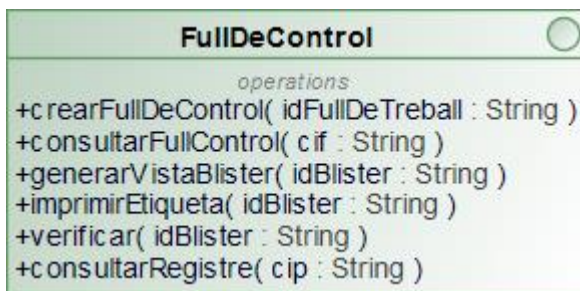 FullDeControl
operations
+crearFullDeControl( idFullDeTreball : String )
+consultarFullControl( cif : String )
+generarVistaBlister( idBlister : String )
+imprimirEtiqueta( idBlister : String )
+verificar( idBlister : String )
+consultarRegistre( cip : String )